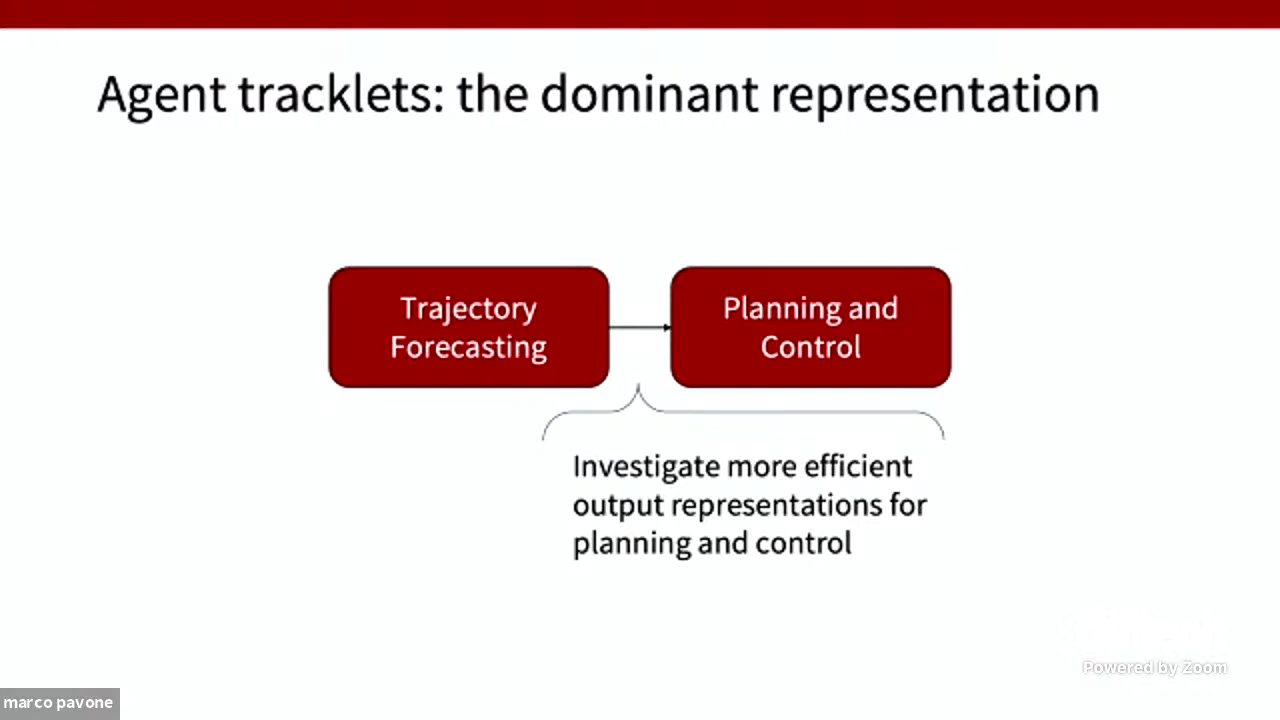 Agent tracklets: the dominant representation
Trajectory
Forecasting
Planning and
Control
Investigate more efficient
output representations for
planning and control
Powered by Zoom
marco pavone